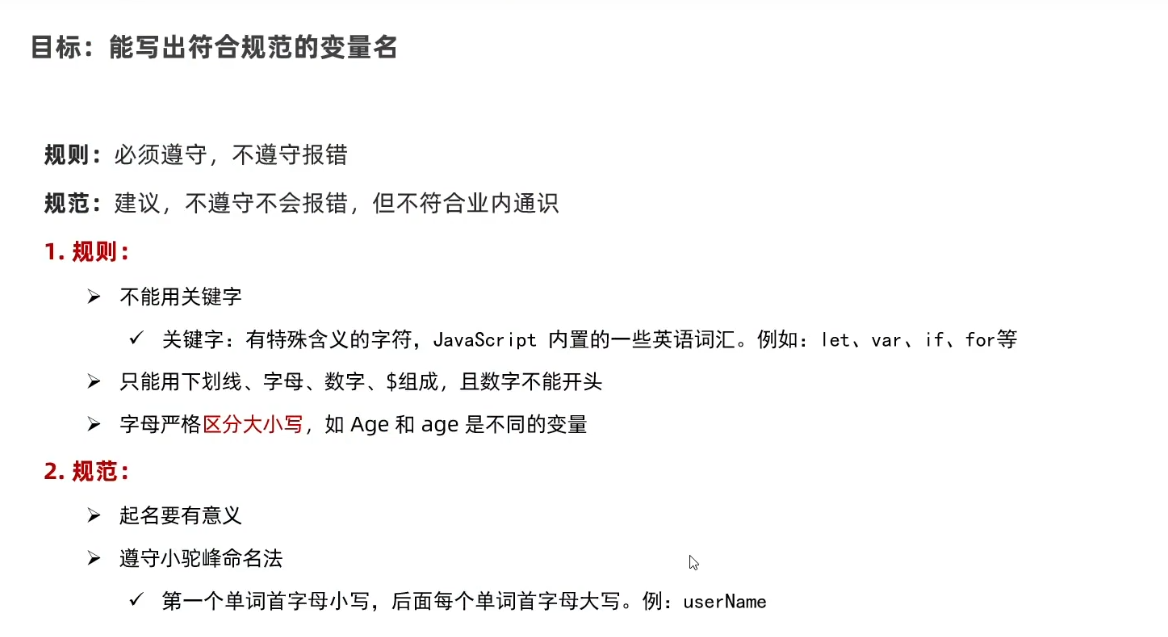 目标：能写出符合规范的变量名
规则：必须遵守，不遵守报错
规范：建议，不遵守不会报错，但不符合业内通识
1. 规则：
➢ 不能用关键字
✓ 关键字：有特殊含义的字符，JavaScript 内置的一些英语词汇。例如：let、var、if、for等
➢ 只能用下划线、字母、数字、$组成，且数字不能开头
➢ 字母严格区分大小写，如 Age 和 age 是不同的变量
2. 规范：
➢ 起名要有意义
➢ 遵守小驼峰命名法
✓ 第一个单词首字母小写，后面每个单词首字母大写。例：userName